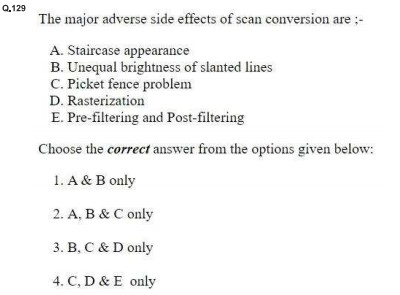 Q.129
The major adverse side effects of scan conversion are ;-
A. Staircase appearance
B. Unequal brightness of slanted lines
C. Picket fence problem
D. Rasterization
E. Pre-filtering and Post-filtering
Choose the correct answer from the options given below:
1. A & B only
2. A, B & C only
3. B, C & D only
4. C, D & E only